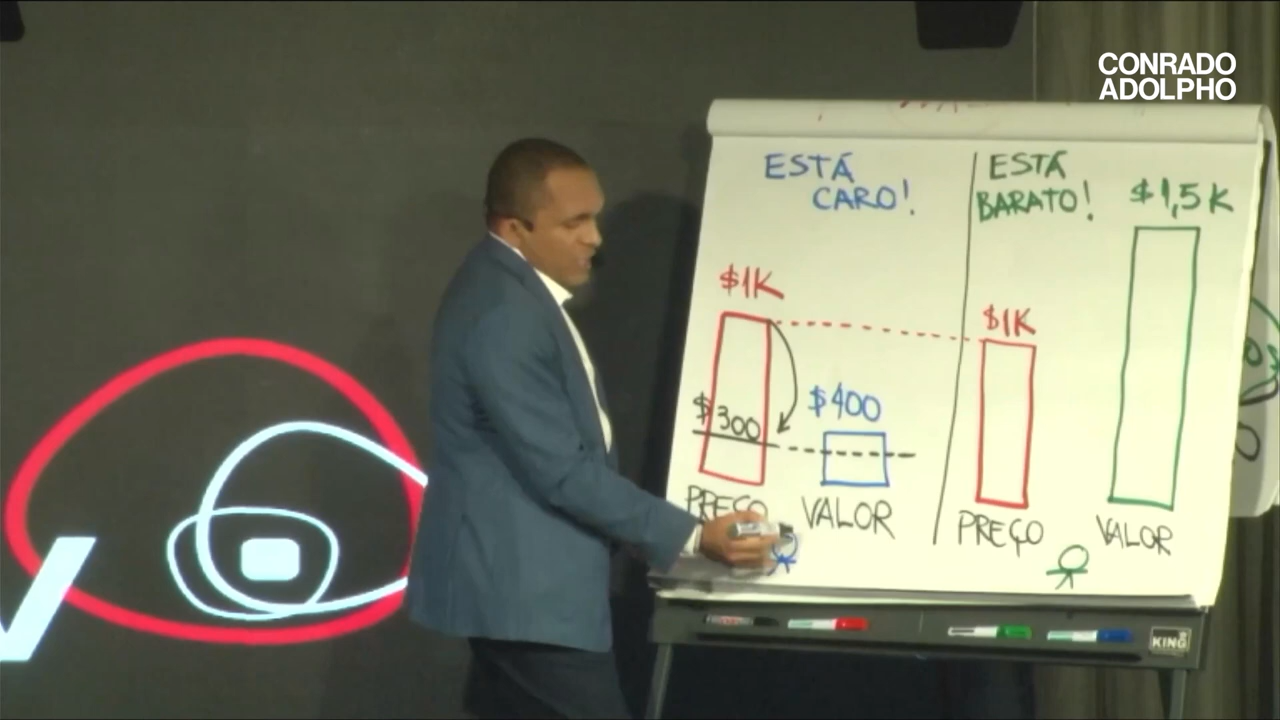 CONRADO
ADOLPHO
ESTÁ
CARO!
$1K
$300
$400
PREÇO
VALOR
ESTÁ
BARATO!
$1,5K
$1K
PREÇO
VALOR
KING